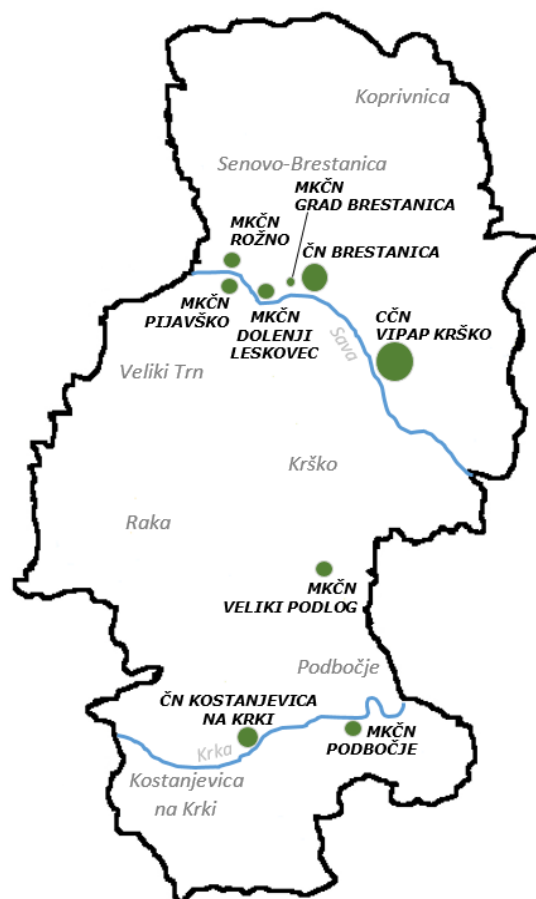 Koprivnica
Senovo-Brestanica
MKČN
GRAD BRESTANICA
MKČN
ROŽNO
ČN BRESTANICA
MKČN
PIJAVŠKO
MKČN
DOLENJI
LESKOVEC
Sava
CČN
VIPAP KRŠKO
Veliki Trn
Krško
Raka
MKČN
VELIKI PODLOG
Podbočje
ČN KOSTANJEVICA
NA KRKI
MKČN
PODBOČJE
Krka
Kostanjevica
na Krki